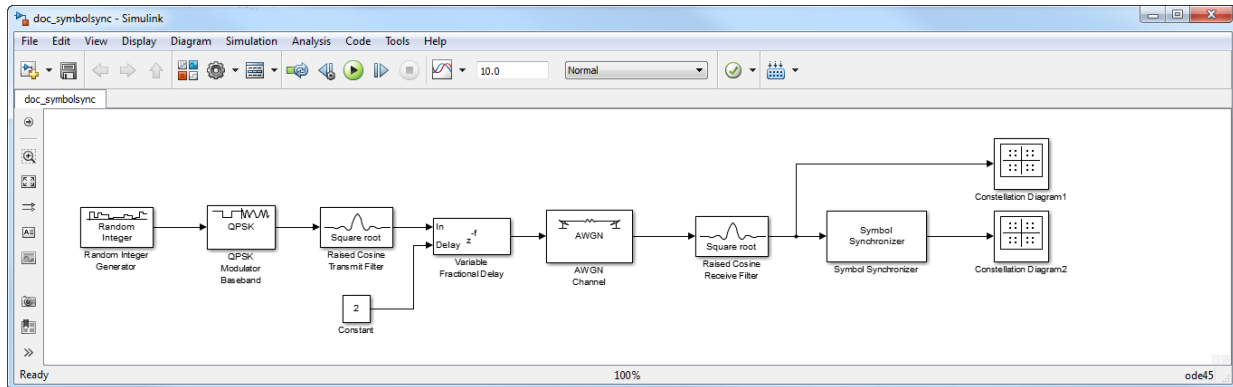 doc_symbolsync - Simulink
File Edit View Display Diagram Simulation Analysis Code Tools Help
10.0 Normal
doc_symbolsync
Random
Integer
Random Integer
Generator
QPSK
QPSK
Modulator
Baseband
Square root
Raised Cosine
Transmit Filter
2
Constant
In
Delay
z
-f
Variable
Fractional Delay
AWGN
AWGN
Channel
Square root
Raised Cosine
Receive Filter
Symbol
Synchronizer
Symbol Synchronizer
Constellation Diagram1
Constellation Diagram2
Ready 100% ode45